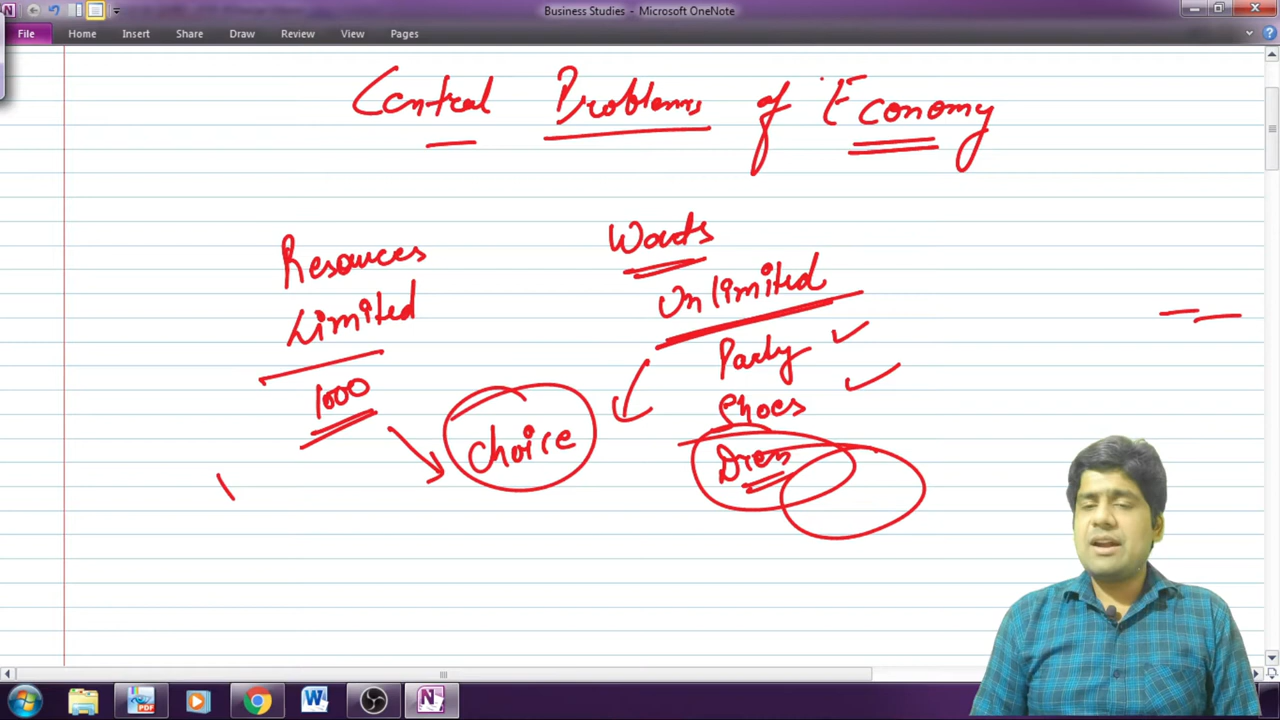 Business Studies - Microsoft OneNote
File Home Insert Share Draw Review View Pages
Central Problems of Economy
Resources
Limited
1000
Wants
Unlimited
Party
Shoes
Dress
Choice